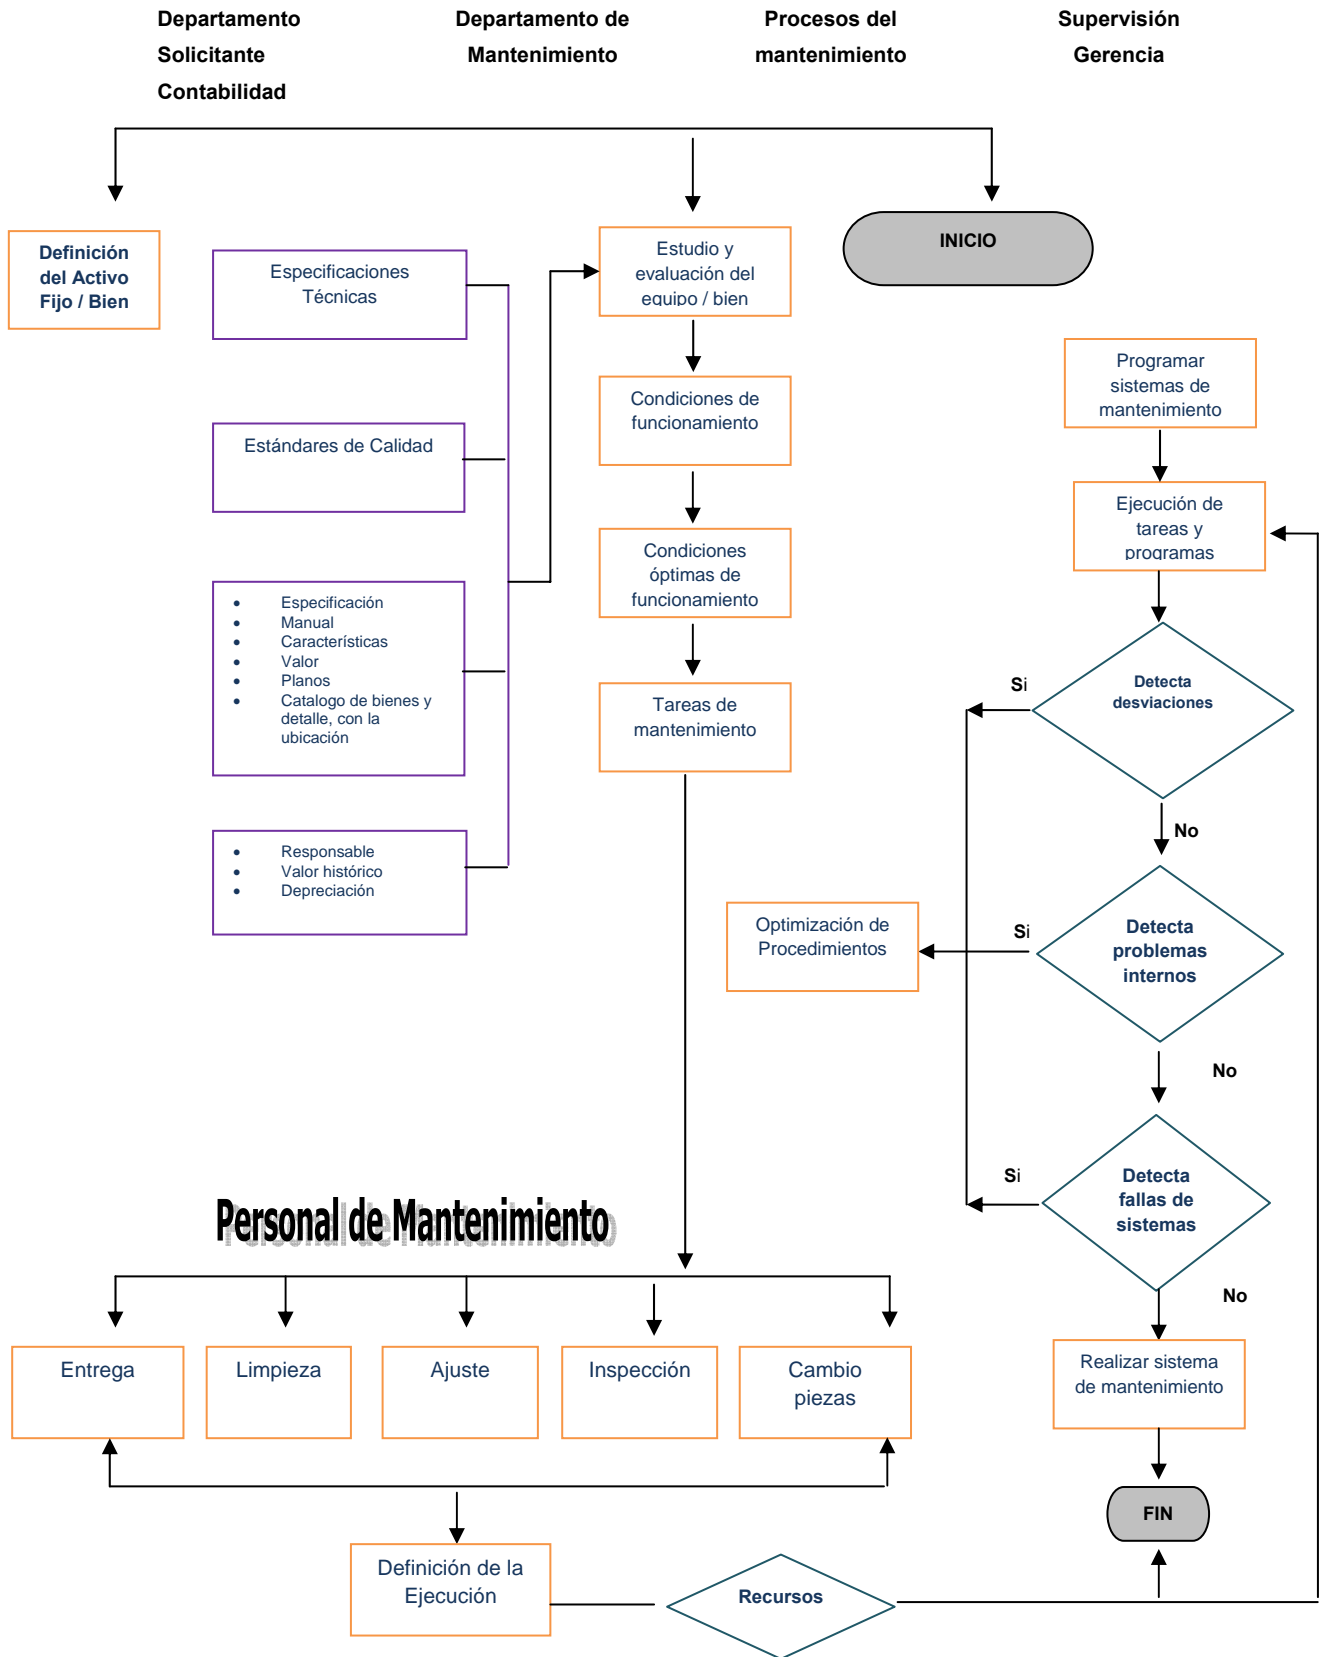 Departamento
Solicitante
Contabilidad
Departamento de
Mantenimiento
Procesos del
mantenimiento
Supervisión
Gerencia
Definición
del Activo
Fijo / Bien
Especificaciones
Técnicas
Estudio y
evaluación del
equipo / bien
INICIO
Programar
sistemas de
mantenimiento
Condiciones de
funcionamiento
Estándares de Calidad
Ejecución de
tareas y
programas
Condiciones
óptimas de
funcionamiento
• Especificación
• Manual
• Características
• Valor
• Planos
• Catalogo de bienes y
detalle, con la
ubicación
Tareas de
mantenimiento
Si
Detecta
desviaciones
No
• Responsable
• Valor histórico
• Depreciación
Optimización de
Procedimientos
Si
Detecta
problemas
internos
No
Si
Detecta
fallas de
sistemas
No
Personal de Mantenimiento
Entrega
Limpieza
Ajuste
Inspección
Cambio
piezas
Realizar sistema
de mantenimiento
FIN
Definición de la
Ejecución
Recursos